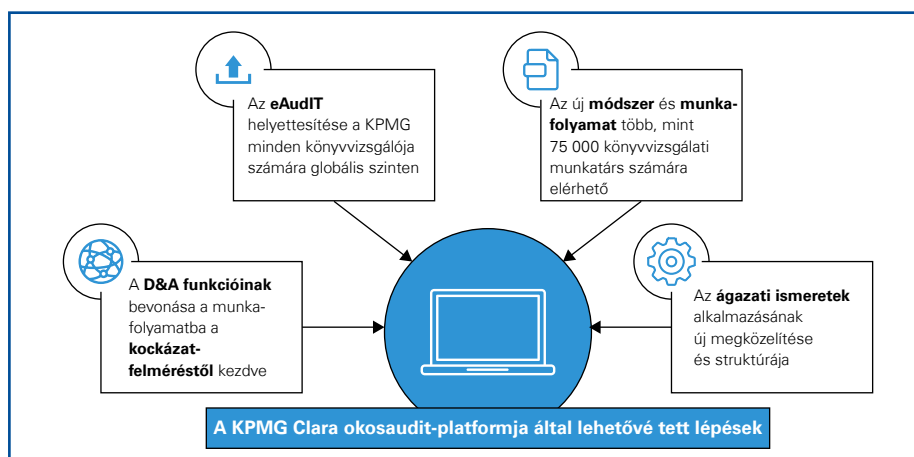 Az eAudIT
helyettesítése a KPMG
minden könyvvizsgálója
számára globális szinten
Az új módszer és munka-
folyamat több, mint
75 000 könyvvizsgálati
munkatárs számára
elérhető
A D&A funkcióinak
bevonása a munka-
folyamatba a
kockázat-
felméréstől kezdve
Az ágazati ismeretek
alkalmazásának
új megközelítése
és struktúrája
A KPMG Clara okosaudit-platformja által lehetővé tett lépések